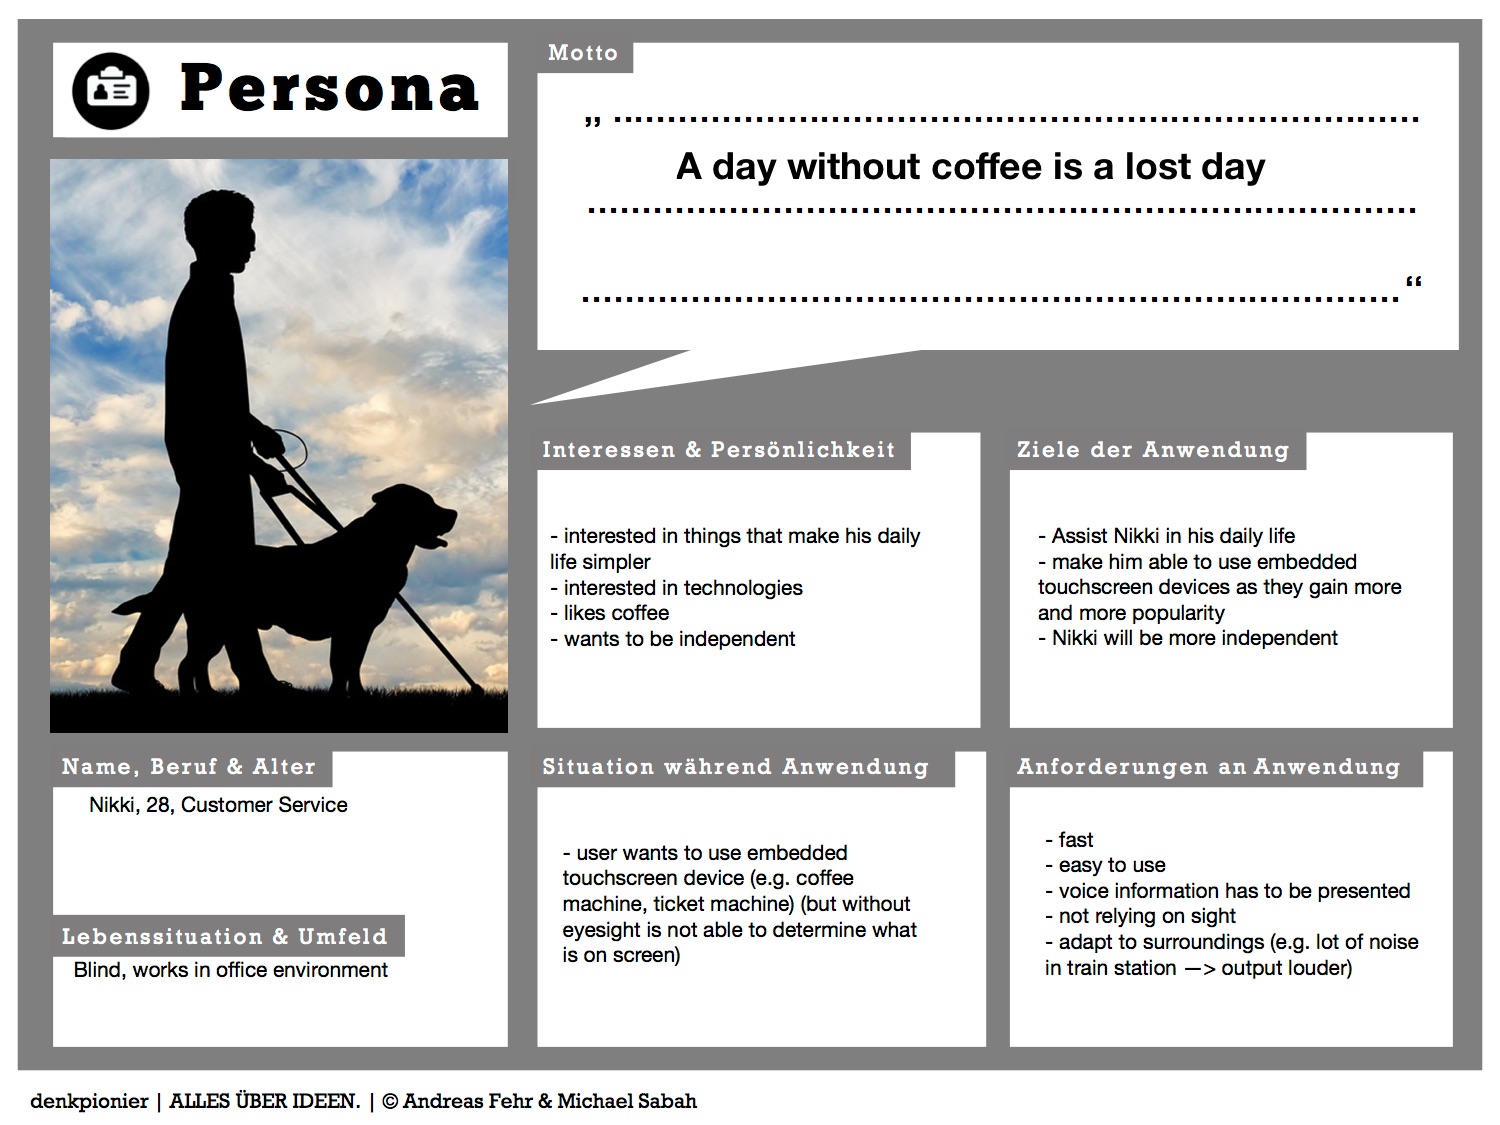 Persona
Motto
„ ......................................................................
A day without coffee is a lost day
......................................................................
......................................................................“
Interessen & Persönlichkeit
- interested in things that make his daily
life simpler
- interested in technologies
- likes coffee
- wants to be independent
Ziele der Anwendung
- Assist Nikki in his daily life
- make him able to use embedded
touchscreen devices as they gain more
and more popularity
- Nikki will be more independent
Name, Beruf & Alter
Nikki, 28, Customer Service
Lebenssituation & Umfeld
Blind, works in office environment
Situation während Anwendung
- user wants to use embedded
touchscreen device (e.g. coffee
machine, ticket machine) (but without
eyesight is not able to determine what
is on screen)
Anforderungen an Anwendung
- fast
- easy to use
- voice information has to be presented
- not relying on sight
- adapt to surroundings (e.g. lot of noise
in train station —> output louder)
denkpionier | ALLES ÜBER IDEEN. | © Andreas Fehr & Michael Sabah